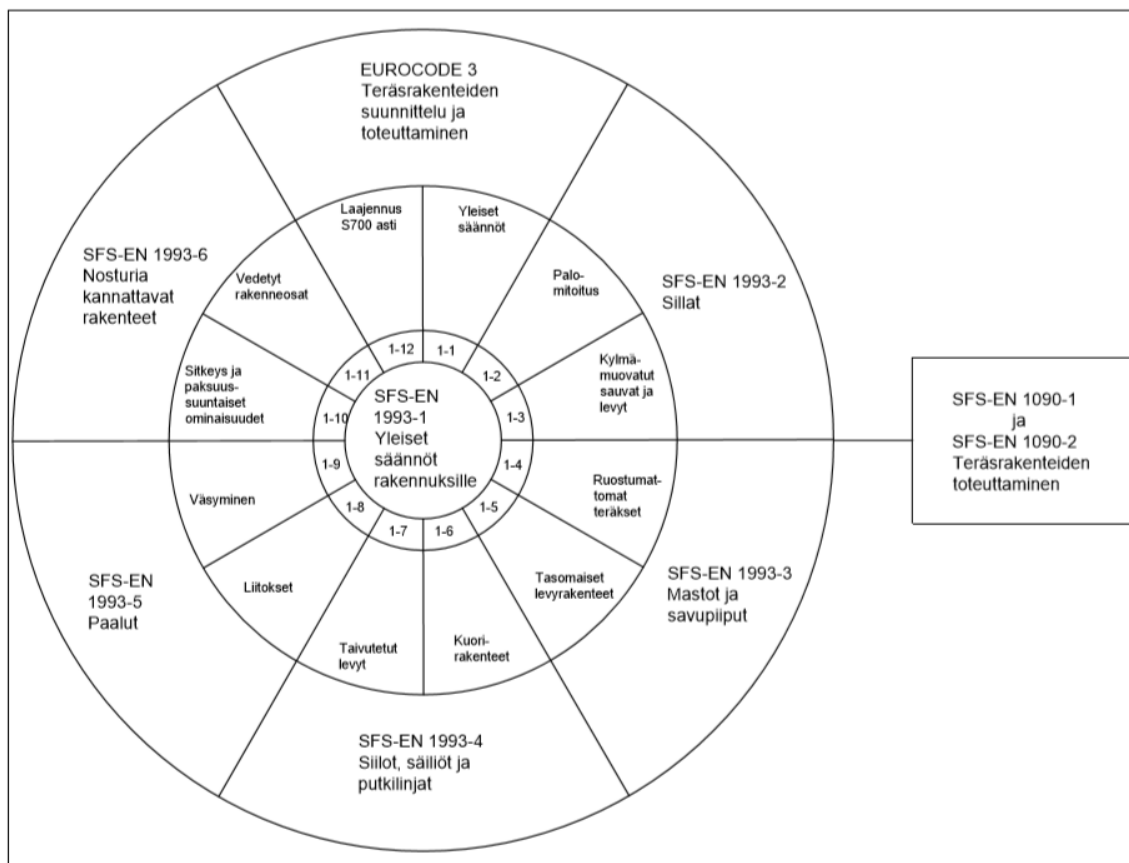 EUROCODE 3
Teräsrakenteiden
suunnittelu ja
toteuttaminen
SFS-EN 1993-2
Sillat
SFS-EN 1993-3
Mastot ja
savupiiput
SFS-EN 1993-4
Siilot, säiliöt ja
putkilinjat
SFS-EN
1993-5
Paalut
SFS-EN 1993-6
Nosturia
kannattavat
rakenteet
Yleiset
säännöt
Palo-
mitoitus
Kylmä-
muovatut
sauvat ja
levyt
Ruostumat-
tomat
teräkset
Tasomaiset
levyrakenteet
Kuori-
rakenteet
Taivutetut
levyt
Liitokset
Väsyminen
Sitkeys ja
paksuus-
suuntaiset
ominaisuudet
Vedetyt
rakenneosat
Laajennus
S700 asti
1-1
1-2
1-3
1-4
1-5
1-6
1-7
1-8
1-9
1-10
1-11
1-12
SFS-EN
1993-1
Yleiset
säännöt
rakennuksille
SFS-EN 1090-1
ja
SFS-EN 1090-2
Teräsrakenteiden
toteuttaminen